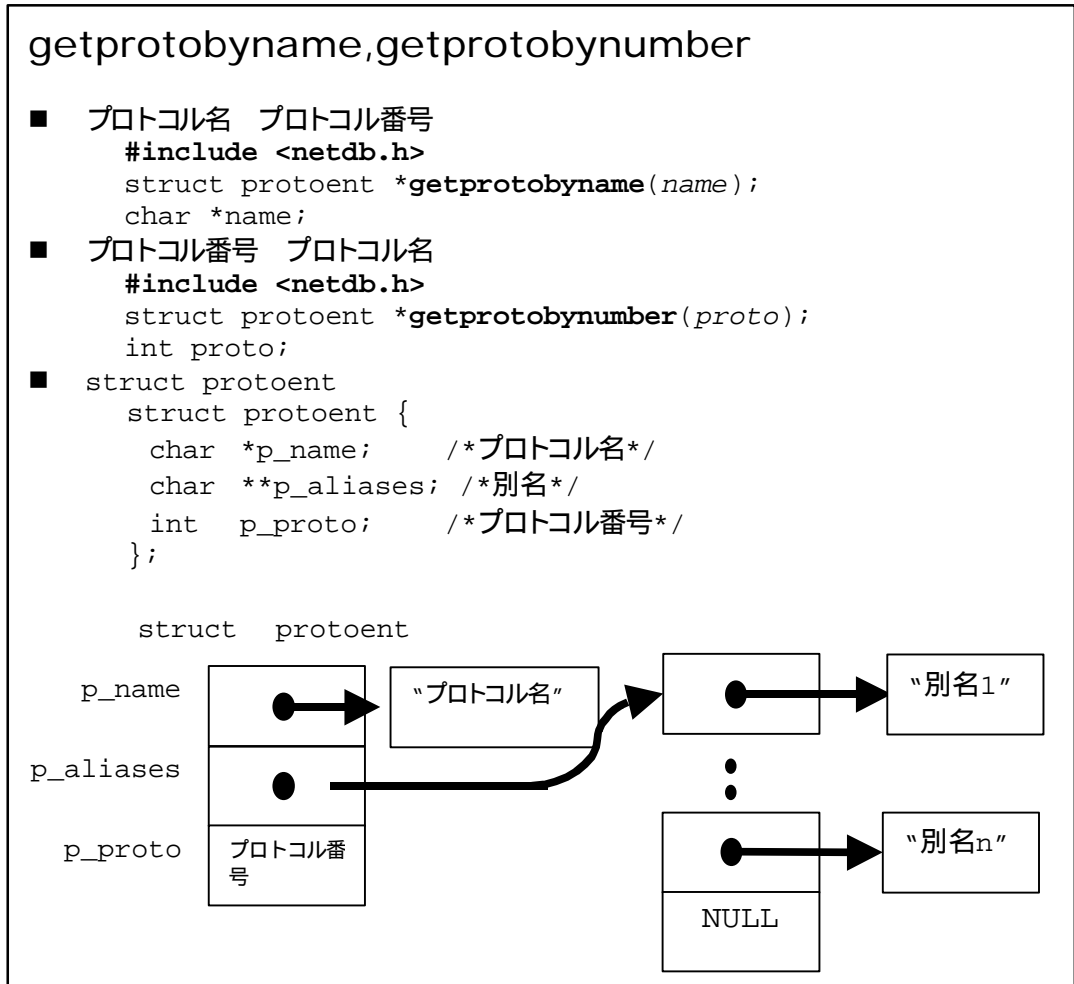 getprotobyname,getprotobynumber
■ プロトコル名 プロトコル番号
#include <netdb.h>
struct protoent *getprotobyname(name);
char *name;
■ プロトコル番号 プロトコル名
#include <netdb.h>
struct protoent *getprotobynumber(proto);
int proto;
■ struct protoent
struct protoent {
char *p_name; /*プロトコル名*/
char **p_aliases; /*別名*/
int p_proto; /*プロトコル番号*/
};
struct protoent
p_name
“プロトコル名”
“別名1”
p_aliases
p_proto
プロトコル番
号
“別名n”
NULL